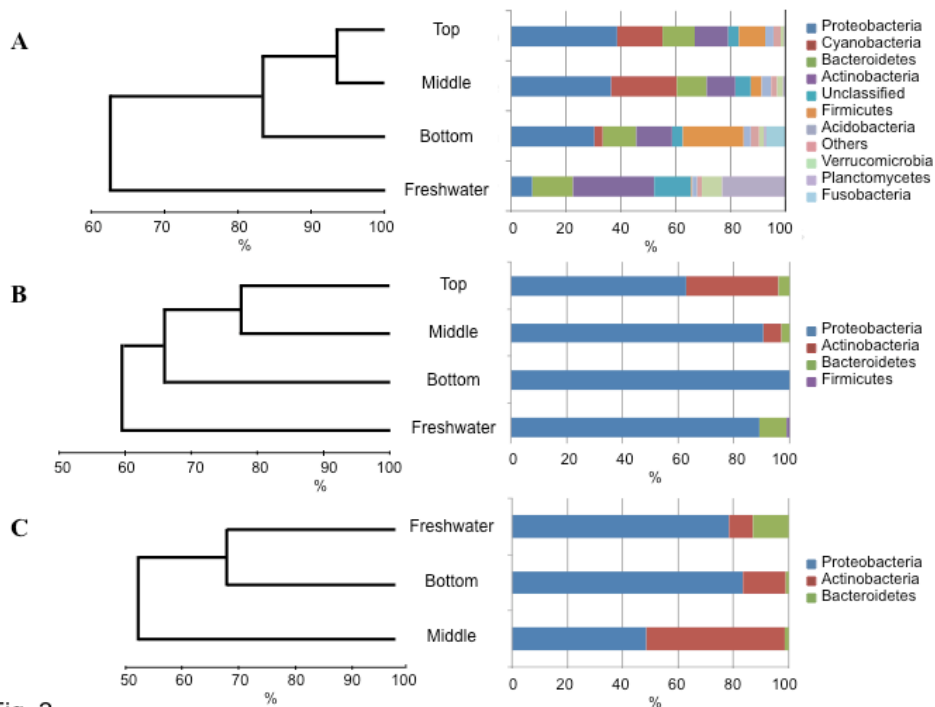 A
Top
Middle
Bottom
Freshwater
60 70 80 90 100
%
0 20 40 60 80 100
%
Proteobacteria
Cyanobacteria
Bacteroidetes
Actinobacteria
Unclassified
Firmicutes
Acidobacteria
Others
Verrucomicrobia
Planctomycetes
Fusobacteria
B
Top
Middle
Bottom
Freshwater
50 60 70 80 90 100
%
0 20 40 60 80 100
%
Proteobacteria
Actinobacteria
Bacteroidetes
Firmicutes
C
Freshwater
Bottom
Middle
50 60 70 80 90 100
%
0 20 40 60 80 100
%
Proteobacteria
Actinobacteria
Bacteroidetes